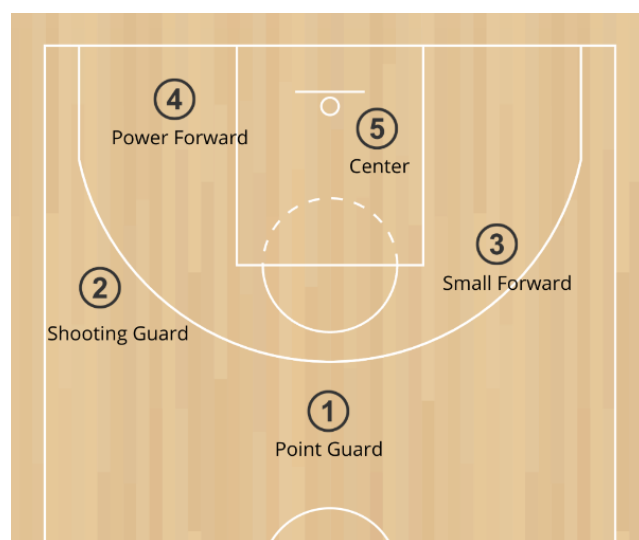 4
Power Forward
5
Center
3
Small Forward
2
Shooting Guard
1
Point Guard